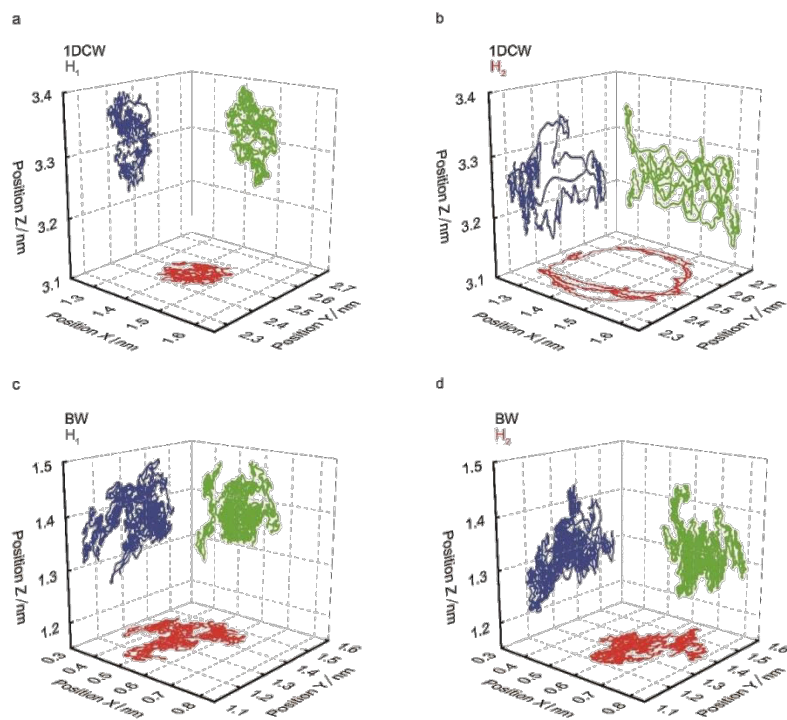 a
1DCW
H₁
3.4
3.3
3.2
3.1
Position Z/nm
1.3
1.4
1.5
1.6
Position X/nm
2.3
2.4
2.5
2.6
2.7
Position Y/nm
b
1DCW
H₂
3.4
3.3
3.2
3.1
Position Z/nm
1.3
1.4
1.5
1.6
Position X/nm
2.3
2.4
2.5
2.6
2.7
Position Y/nm
c
BW
H₁
1.5
1.4
1.3
1.2
Position Z/nm
0.3
0.4
0.5
0.6
0.7
0.8
Position X/nm
1.1
1.2
1.3
1.4
1.5
1.6
Position Y/nm
d
BW
H₂
1.5
1.4
1.3
1.2
Position Z/nm
0.3
0.4
0.5
0.6
0.7
0.8
Position X/nm
1.1
1.2
1.3
1.4
1.5
1.6
Position Y/nm